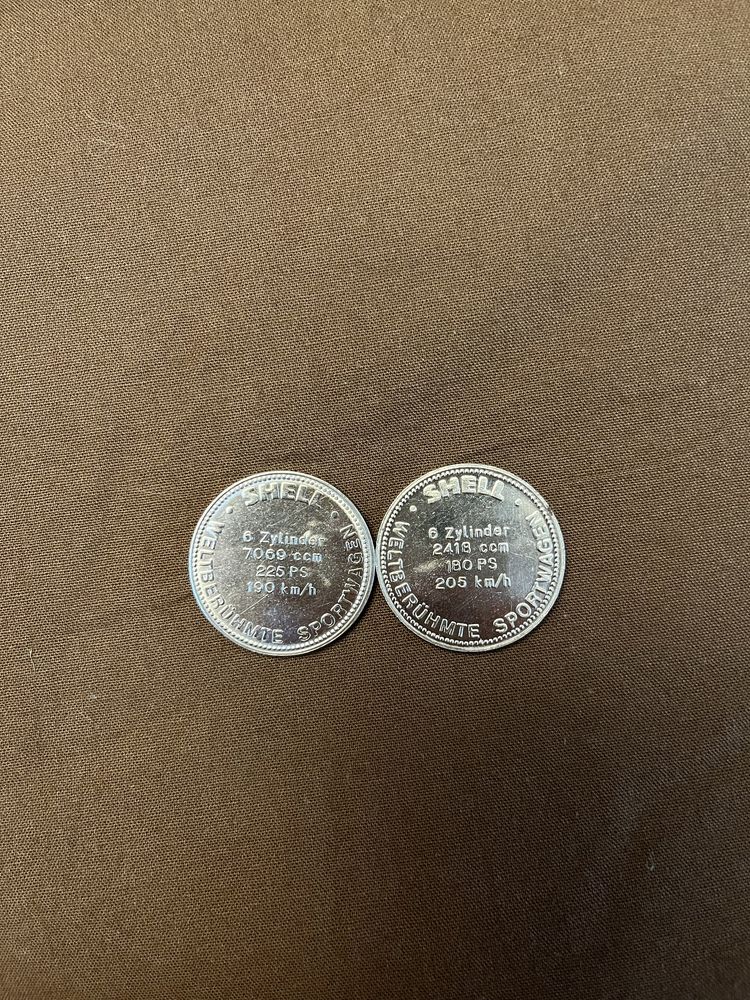 SHELL
6 Zylinder
7069 ccm
225 PS
190 km/h
WELTBERÜHMTE SPORTWAGEN
SHELL
6 Zylinder
2418 ccm
180 PS
205 km/h
WELTBERÜHMTE SPORTWAGEN